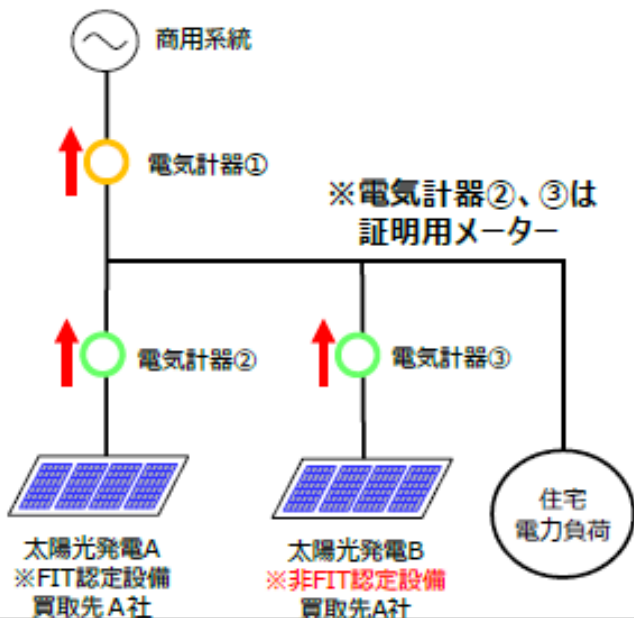 商用系統
電気計器①
※電気計器②、③は
証明用メーター
電気計器②
電気計器③
太陽光発電A
※FIT認定設備
買取先A社
太陽光発電B
※非FIT認定設備
買取先A社
住宅
電力負荷